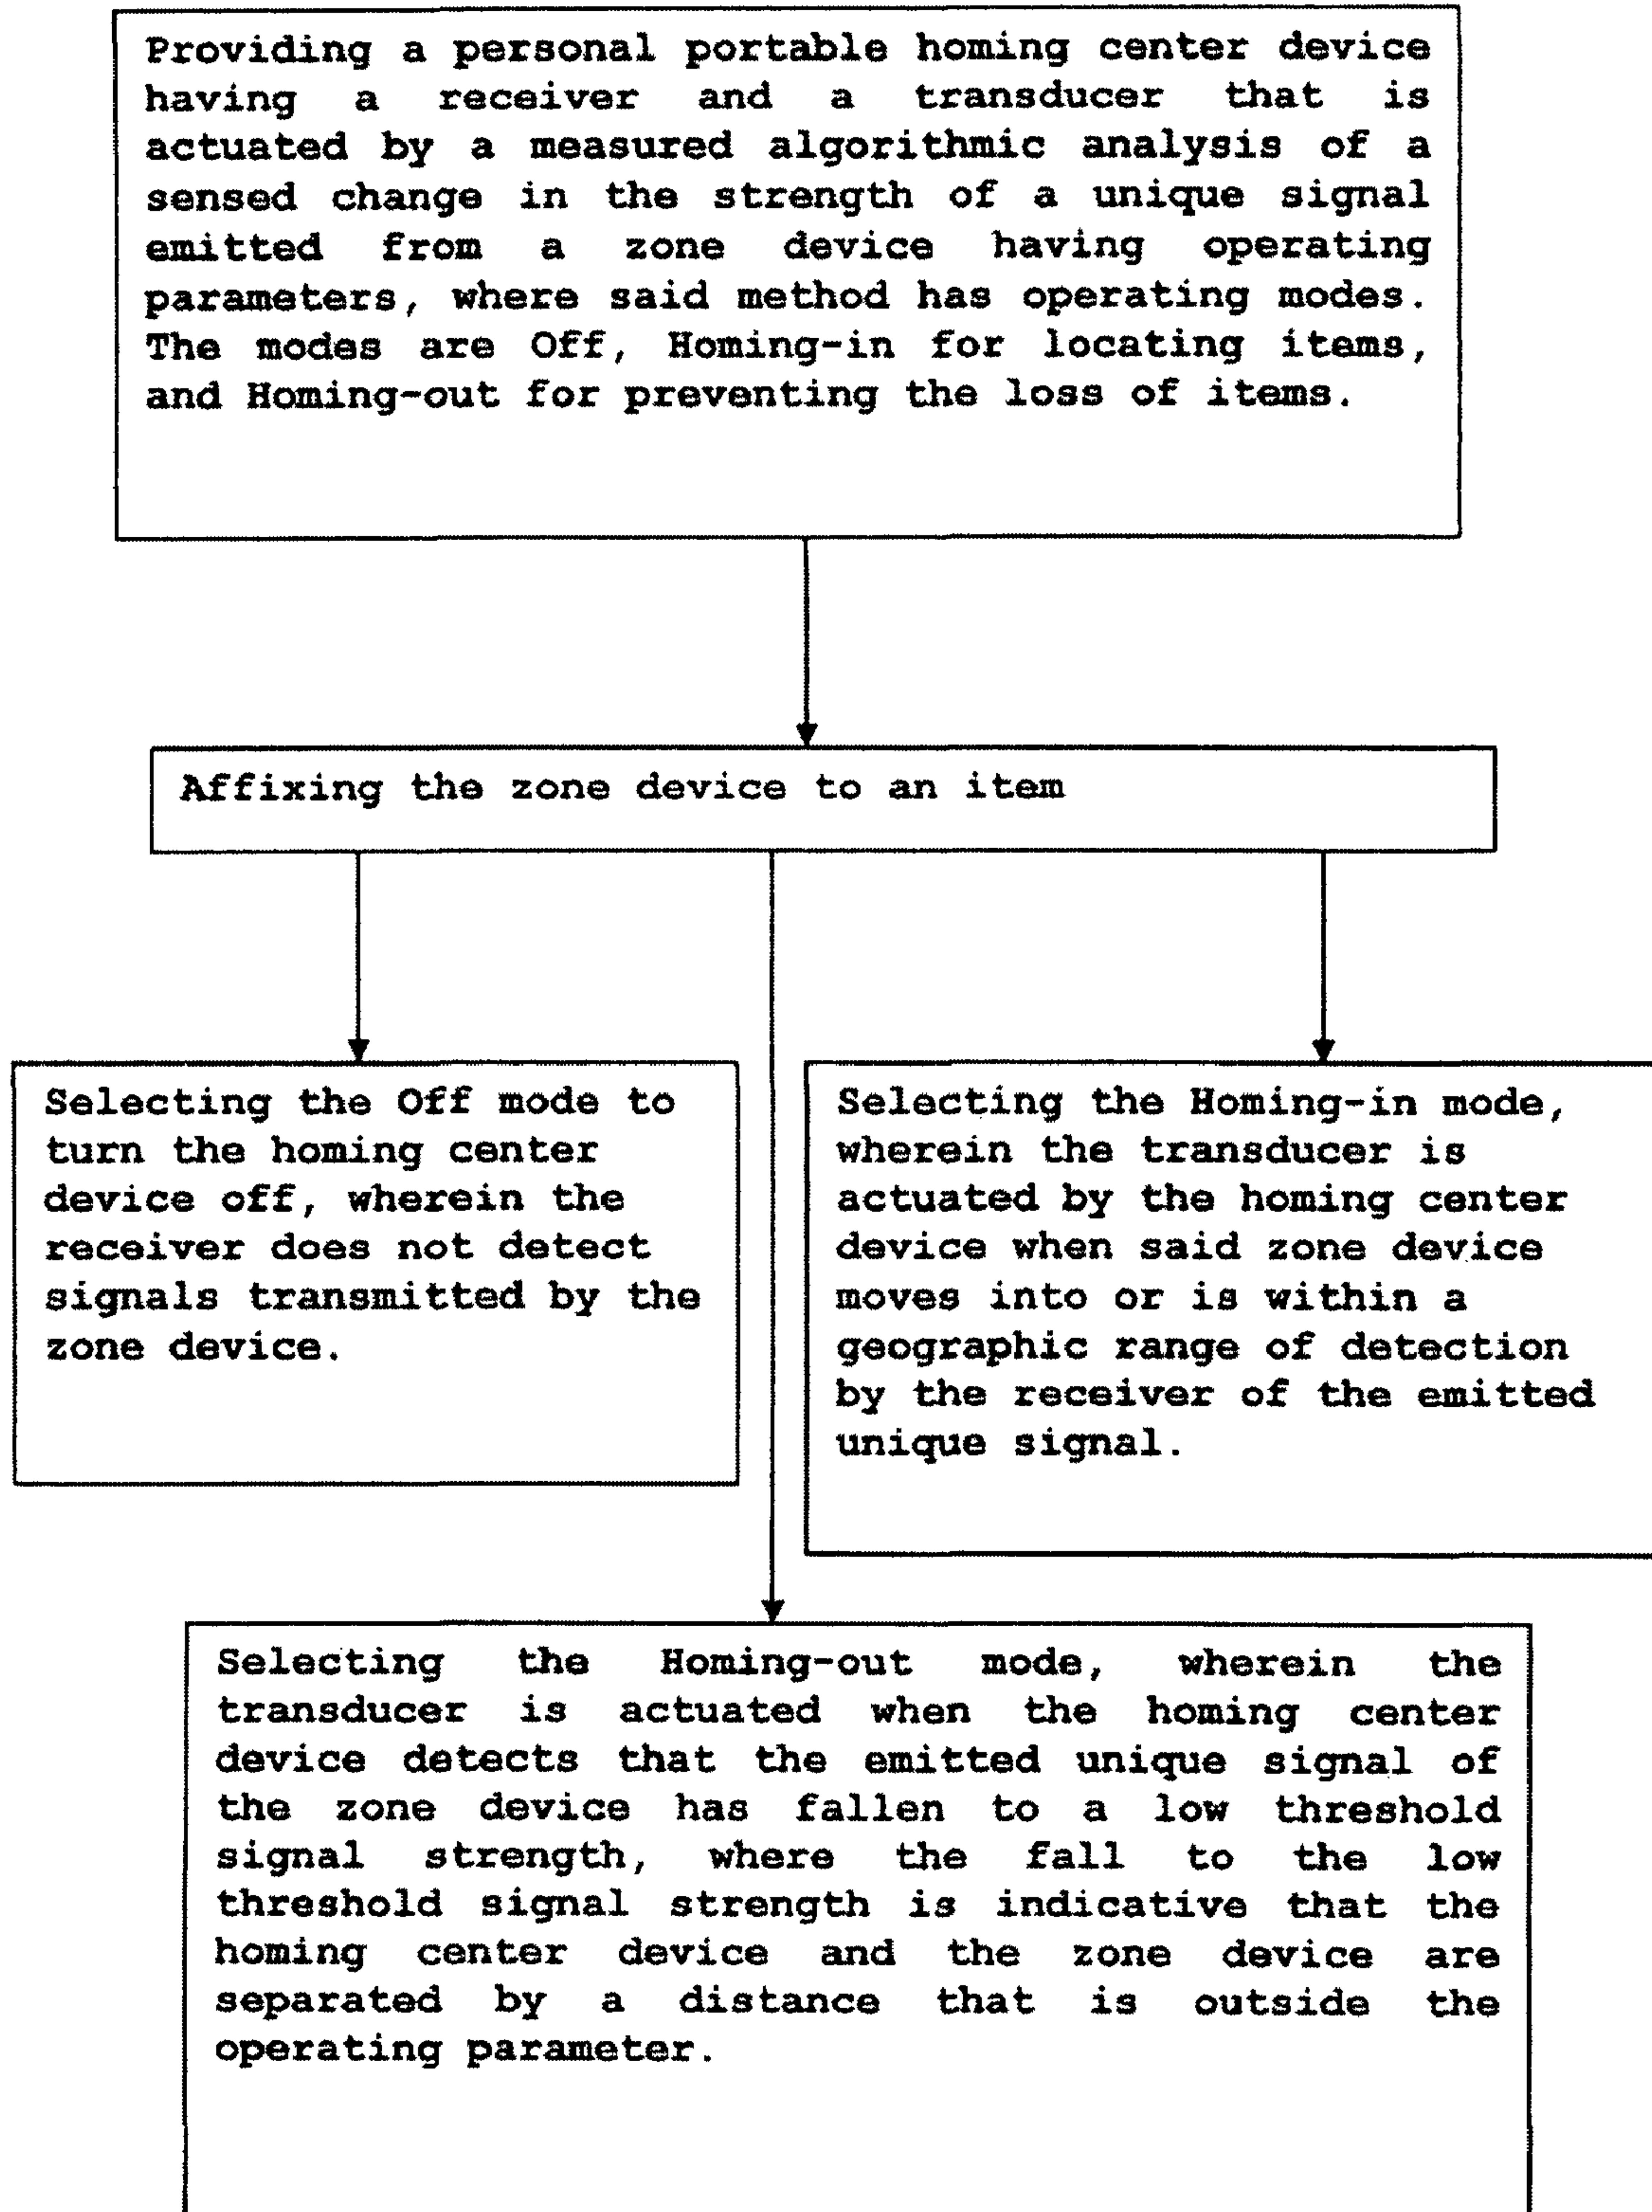 Providing a personal portable homing center device
having a receiver and a transducer that is
actuated by a measured algorithmic analysis of a
sensed change in the strength of a unique signal
emitted from a zone device having operating
parameters, where said method has operating modes.
The modes are Off, Homing-in for locating items,
and Homing-out for preventing the loss of items.
Affixing the zone device to an item
Selecting the Off mode to
turn the homing center
device off, wherein the
receiver does not detect
signals transmitted by the
zone device.
Selecting the Homing-in mode,
wherein the transducer is
actuated by the homing center
device when said zone device
moves into or is within a
geographic range of detection
by the receiver of the emitted
unique signal.
Selecting the Homing-out mode, wherein the
transducer is actuated when the homing center
device detects that the emitted unique signal of
the zone device has fallen to a low threshold
signal strength, where the fall to the low
threshold signal strength is indicative that the
homing center device and the zone device are
separated by a distance that is outside the
operating parameter.